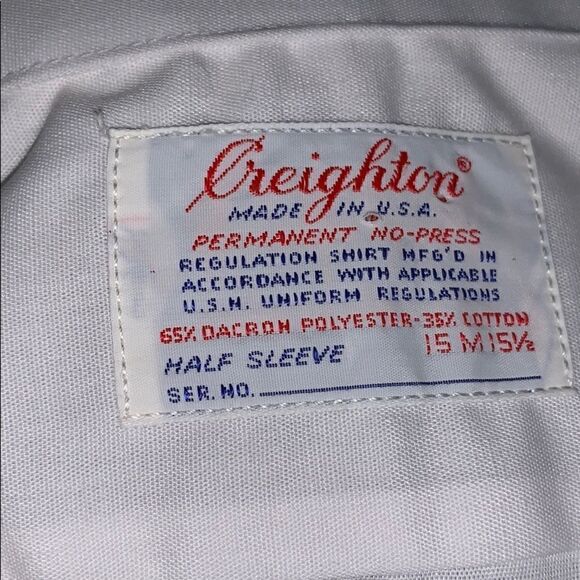 Creighton®
MADE IN U.S.A.
PERMANENT NO-PRESS
REGULATION SHIRT MFG'D IN
ACCORDANCE WITH APPLICABLE
U.S.N. UNIFORM REGULATIONS
65% DACRON POLYESTER-35% COTTON
HALF SLEEVE 15 M 15½
SER. NO.